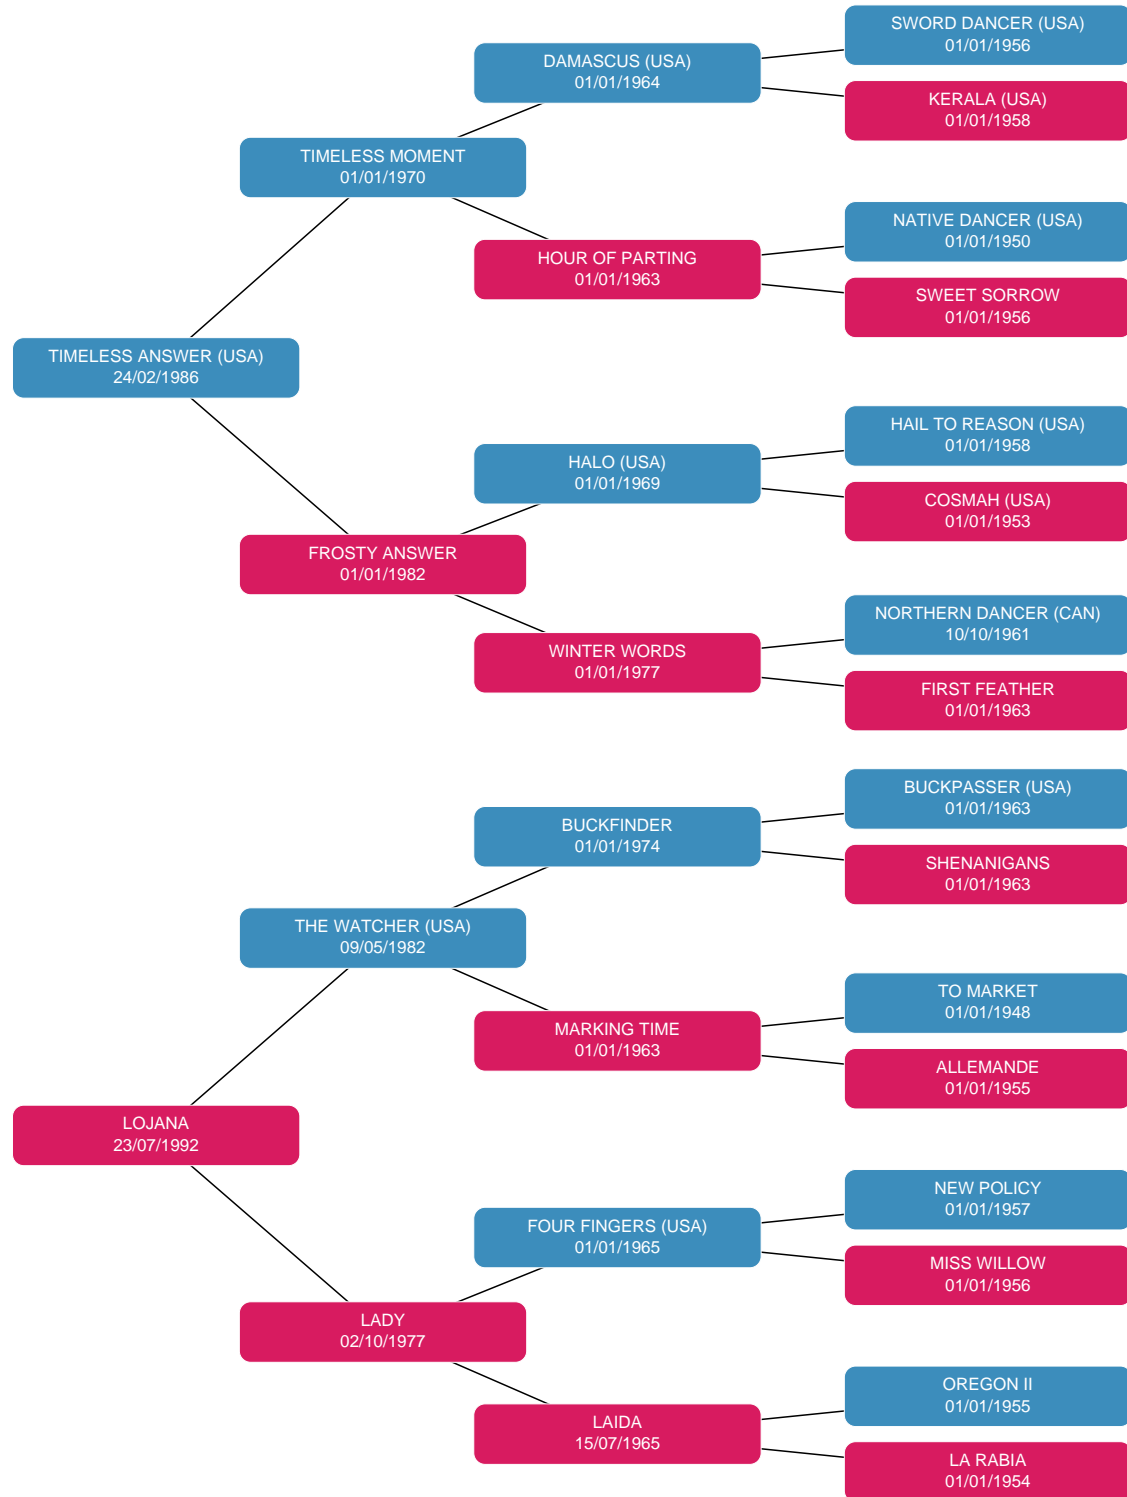 SWORD DANCER (USA)
01/01/1956
DAMASCUS (USA)
01/01/1964
KERALA (USA)
01/01/1958
TIMELESS MOMENT
01/01/1970
NATIVE DANCER (USA)
01/01/1950
HOUR OF PARTING
01/01/1963
SWEET SORROW
01/01/1956
TIMELESS ANSWER (USA)
24/02/1986
HAIL TO REASON (USA)
01/01/1958
HALO (USA)
01/01/1969
COSMAH (USA)
01/01/1953
FROSTY ANSWER
01/01/1982
NORTHERN DANCER (CAN)
10/10/1961
WINTER WORDS
01/01/1977
FIRST FEATHER
01/01/1963
BUCKPASSER (USA)
01/01/1963
BUCKFINDER
01/01/1974
SHENANIGANS
01/01/1963
THE WATCHER (USA)
09/05/1982
TO MARKET
01/01/1948
MARKING TIME
01/01/1963
ALLEMANDE
01/01/1955
LOJANA
23/07/1992
NEW POLICY
01/01/1957
FOUR FINGERS (USA)
01/01/1965
MISS WILLOW
01/01/1956
LADY
02/10/1977
OREGON II
01/01/1955
LAIDA
15/07/1965
LA RABIA
01/01/1954